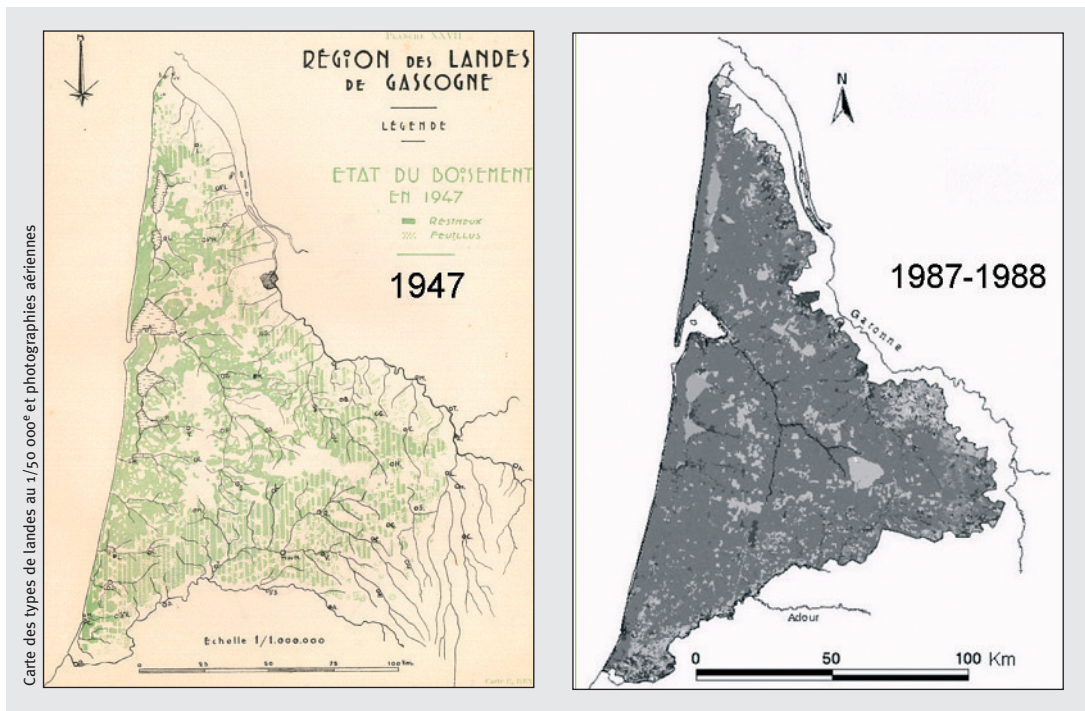 Carte des types de landes au 1/50 000e et photographies aériennes
PLANCHE XXVII
RÉGION DES LANDES
DE GASCOGNE
LÉGENDE
ETAT DU BOISEMENT
EN 1947
RÉSINEUX
FEUILLUS
1947
Echelle 1/1.000.000
0 25 50 75 100 Km.
N
1987-1988
Garonne
Adour
0 50 100 Km